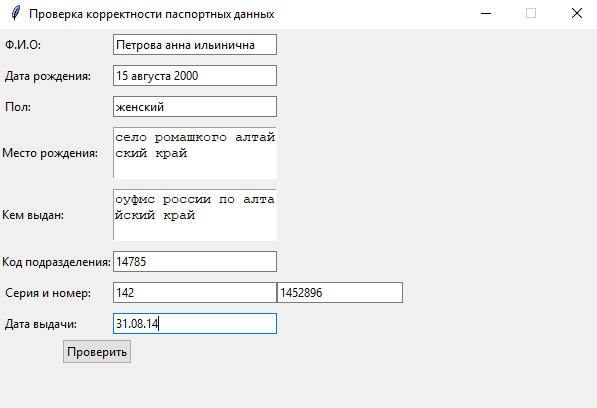 Проверка корректности паспортных данных
Ф.И.О: Петрова анна ильинична
Дата рождения: 15 августа 2000
Пол: женский
Место рождения: село ромашкого алтай
ский край
Кем выдан: оуфмс россии по алта
йский край
Код подразделения: 14785
Серия и номер: 142 1452896
Дата выдачи: 31.08.14
Проверить